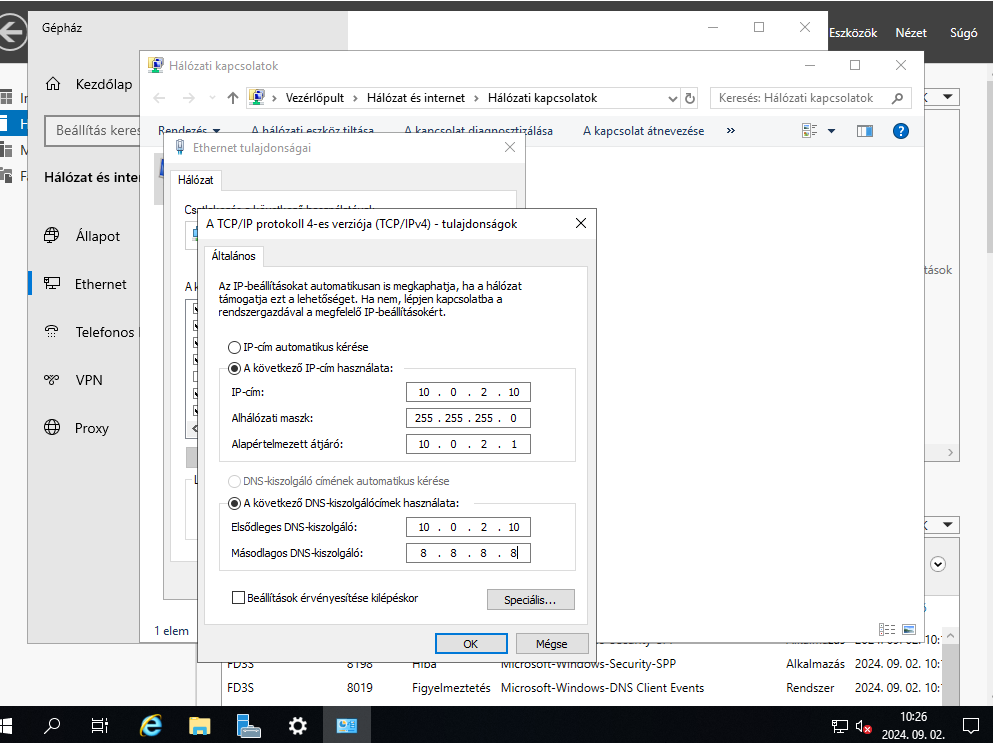 Gépház
Eszközök Nézet Súgó
Hálózati kapcsolatok
Kezdőlap
Vezérlőpult > Hálózat és internet > Hálózati kapcsolatok
Keresés: Hálózati kapcsolatok
Rendezés A hálózati eszköz tiltása A kapcsolat diagnosztizálása A kapcsolat átnevezése »
Beállítás keres
Ethernet tulajdonságai
Hálózat és inter
Hálózat
A TCP/IP protokoll 4-es verziója (TCP/IPv4) - tulajdonságok
Általános
Állapot
Ethernet
Telefonos
VPN
Proxy
Az IP-beállításokat automatikusan is megkaphatja, ha a hálózat
támogatja ezt a lehetőséget. Ha nem, lépjen kapcsolatba a
rendszergazdával a megfelelő IP-beállításokért.
IP-cím automatikus kérése
A következő IP-cím használata:
IP-cím: 10 . 0 . 2 . 10
Alhálózati maszk: 255 . 255 . 255 . 0
Alapértelmezett átjáró: 10 . 0 . 2 . 1
DNS-kiszolgáló címének automatikus kérése
A következő DNS-kiszolgálócímek használata:
Elsődleges DNS-kiszolgáló: 10 . 0 . 2 . 10
Másodlagos DNS-kiszolgáló: 8 . 8 . 8 . 8
Beállítások érvényesítése kilépéskor
Speciális...
OK Mégse
1 elem
FD3S 8198 Hiba Microsoft-Windows-Security-SPP Alkalmazás 2024. 09. 02. 10:
FD3S 8019 Figyelmeztetés Microsoft-Windows-DNS Client Events Rendszer 2024. 09. 02. 10:
10:26
2024. 09. 02.